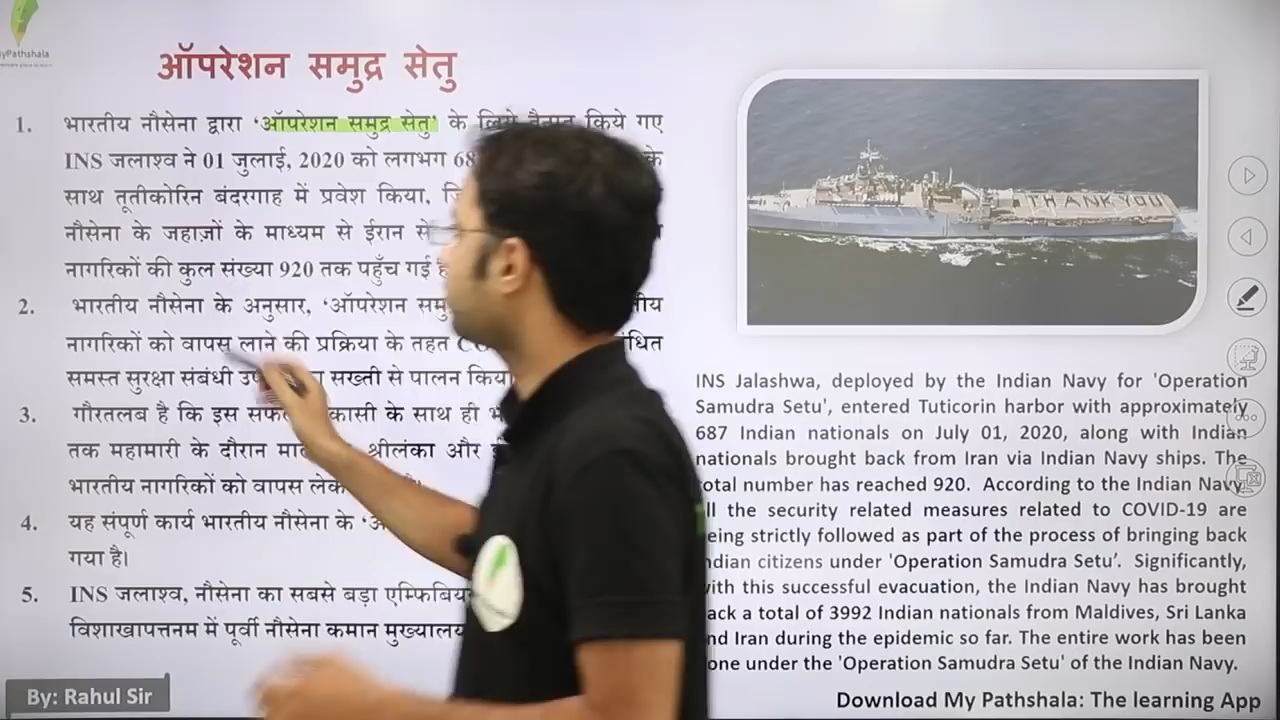 yPathshala
ऑपरेशन समुद्र सेतु
1. भारतीय नौसेना द्वारा ‘ऑपरेशन समुद्र सेतु’ के लिये तैनात किये गए
INS जलाश्व ने 01 जुलाई, 2020 को लगभग 68 के
साथ तूतीकोरिन बंदरगाह में प्रवेश किया,
नौसेना के जहाज़ों के माध्यम से ईरान से
नागरिकों की कुल संख्या 920 तक पहुँच गई
2. भारतीय नौसेना के अनुसार, ‘ऑपरेशन
नागरिकों को वापस लाने की प्रक्रिया के तहत
समस्त सुरक्षा संबंधी सख्ती से पालन किया
3. गौरतलब है कि इस के साथ ही
तक महामारी के दौरान श्रीलंका और
भारतीय नागरिकों को वापस
4. यह संपूर्ण कार्य भारतीय नौसेना के
गया है।
5. INS जलाश्व, नौसेना का सबसे बड़ा
विशाखापत्तनम में पूर्वी नौसेना कमान मुख्यालय
By: Rahul Sir
THANK YOU
INS Jalashwa, deployed by the Indian Navy for 'Operation
Samudra Setu', entered Tuticorin harbor with approximately
687 Indian nationals on July 01, 2020, along with Indian
nationals brought back from Iran via Indian Navy ships. The
total number has reached 920. According to the Indian Navy,
all the security related measures related to COVID-19 are
being strictly followed as part of the process of bringing back
Indian citizens under 'Operation Samudra Setu’. Significantly,
with this successful evacuation, the Indian Navy has brought
back a total of 3992 Indian nationals from Maldives, Sri Lanka
and Iran during the epidemic so far. The entire work has been
done under the 'Operation Samudra Setu' of the Indian Navy.
Download My Pathshala: The learning App